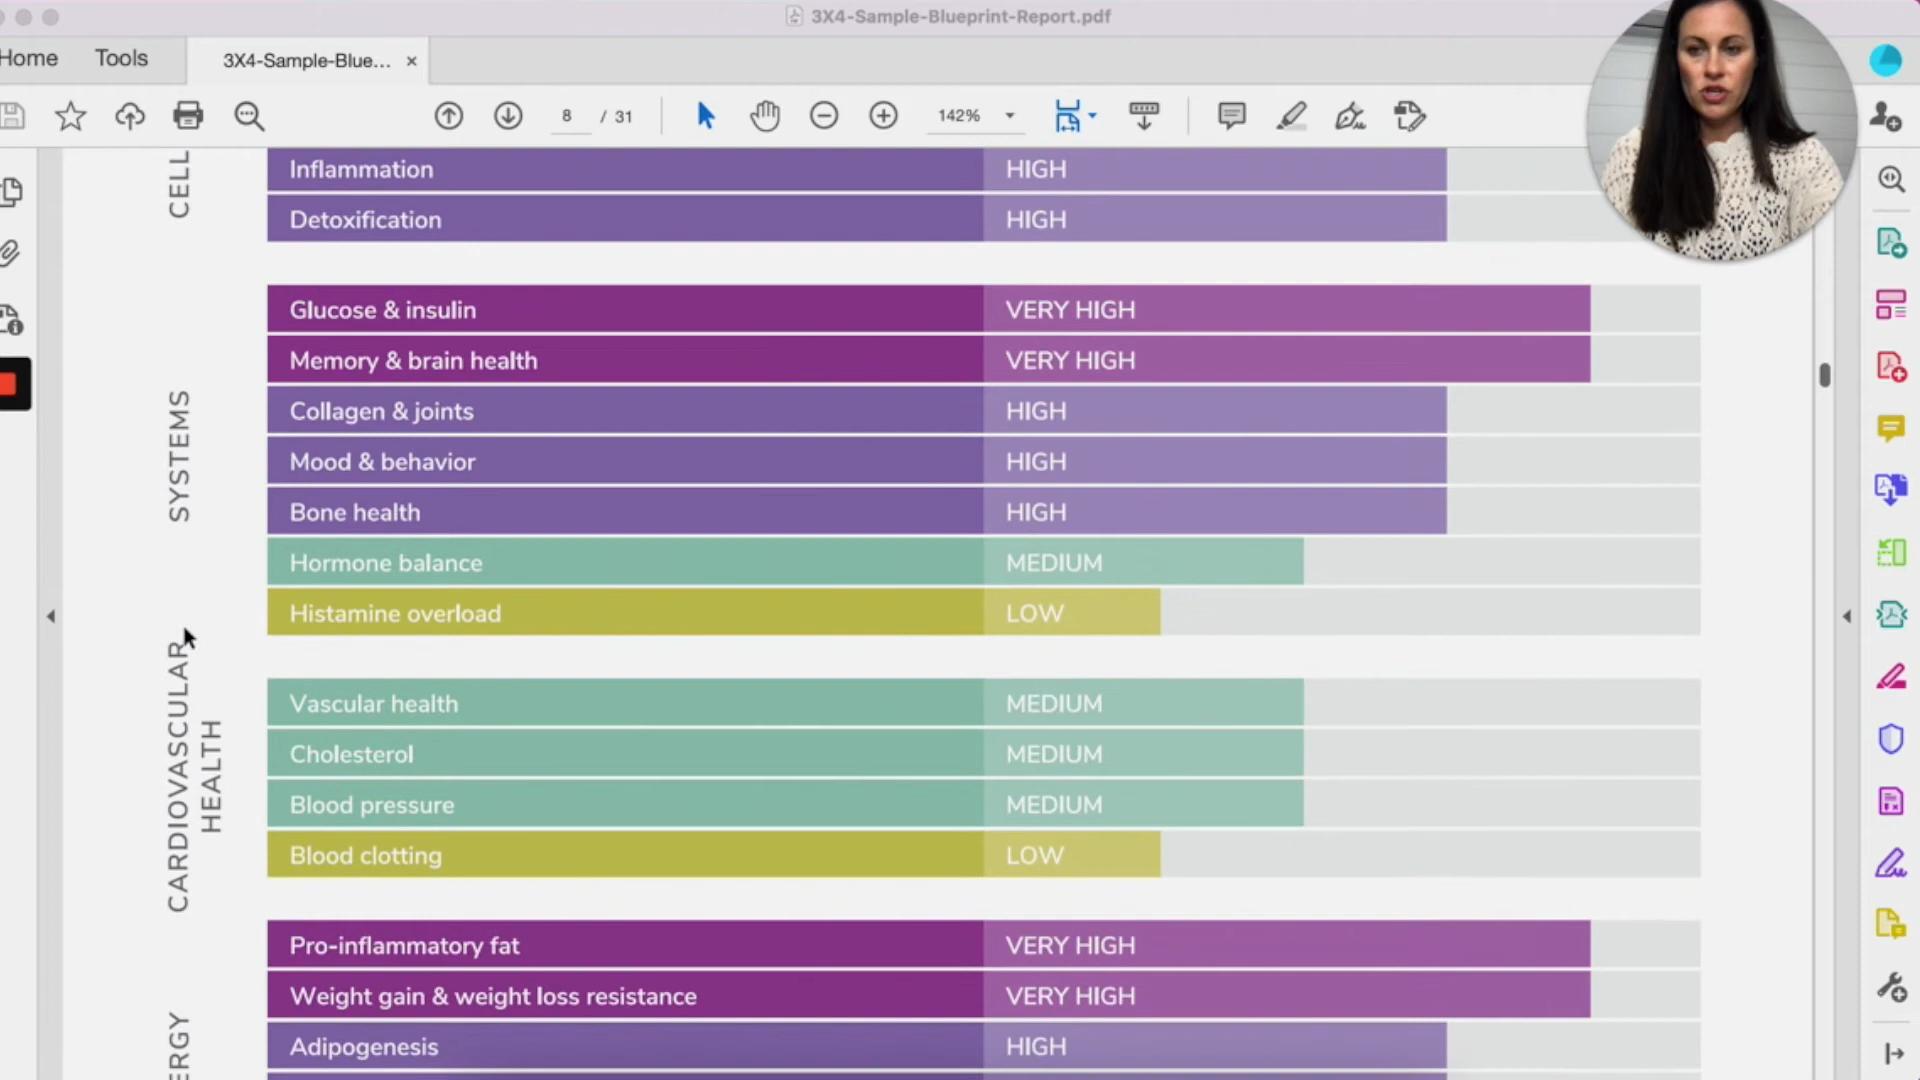 3X4-Sample-Blueprint-Report.pdf
Home Tools 3X4-Sample-Blue... ×
8 / 31 142%
CELL
Inflammation HIGH
Detoxification HIGH
SYSTEMS
Glucose & insulin VERY HIGH
Memory & brain health VERY HIGH
Collagen & joints HIGH
Mood & behavior HIGH
Bone health HIGH
Hormone balance MEDIUM
Histamine overload LOW
CARDIOVASCULAR
HEALTH
Vascular health MEDIUM
Cholesterol MEDIUM
Blood pressure MEDIUM
Blood clotting LOW
ERGY
Pro-inflammatory fat VERY HIGH
Weight gain & weight loss resistance VERY HIGH
Adipogenesis HIGH